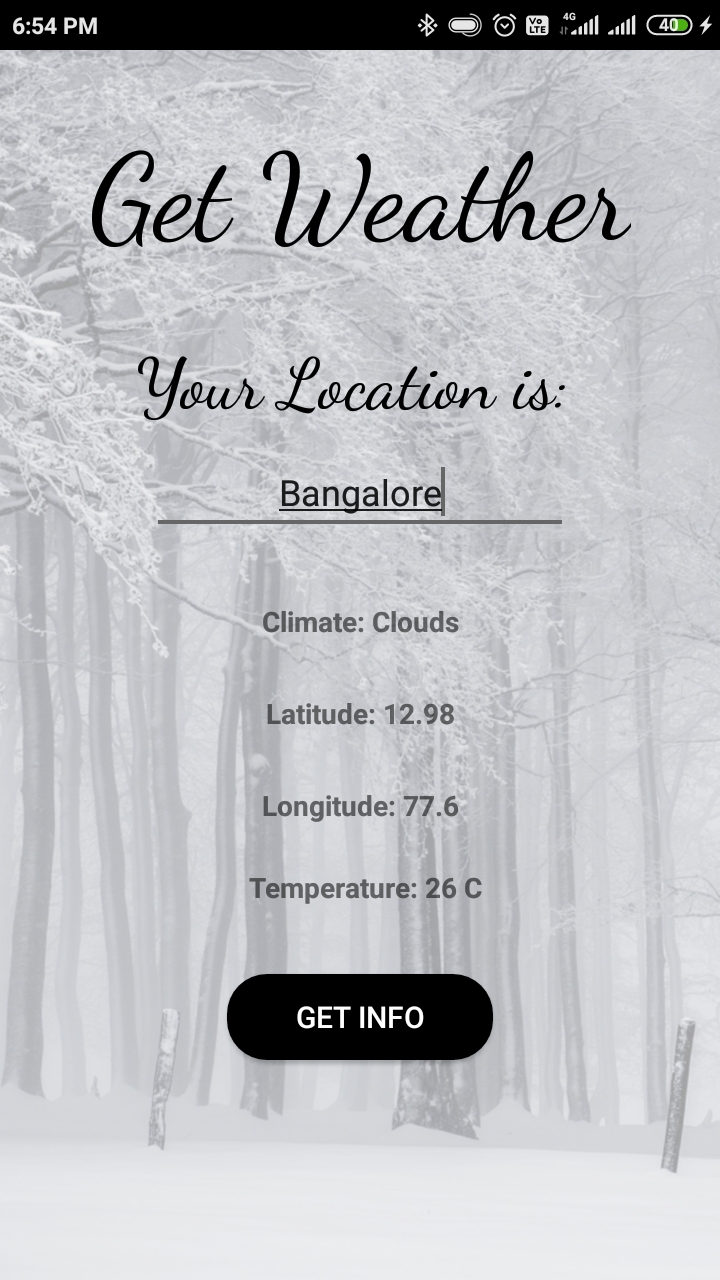 6:54 PM
Vo LTE
4G
40
Get Weather
Your Location is:
Bangalore
Climate: Clouds
Latitude: 12.98
Longitude: 77.6
Temperature: 26 C
GET INFO